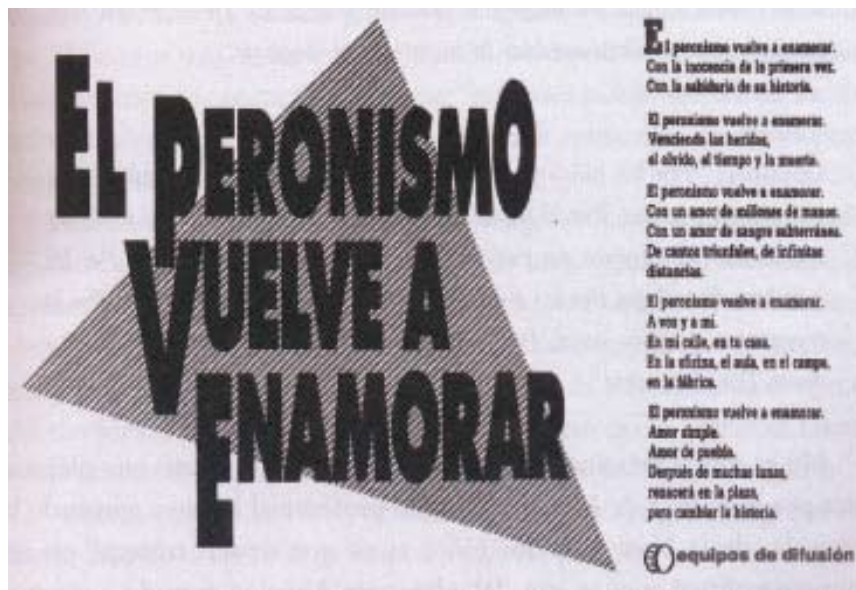 EL PERONISMO
VUELVE A
ENAMORAR
El peronismo vuelve a enamorar.
Con la inocencia de la primera vez.
Con la sabiduría de su historia.
El peronismo vuelve a enamorar.
Venciendo las heridas,
el olvido, el tiempo y la muerte.
El peronismo vuelve a enamorar.
Con un amor de millones de manos.
Con un amor de sangre subterránea.
De cantos triunfales, de infinitas
distancias.
El peronismo vuelve a enamorar.
A vos y a mí.
En mi calle, en tu casa.
En la oficina, el aula, en el campo,
en la fábrica.
El peronismo vuelve a enamorar.
Amor simple.
Amor de pueblo.
Después de muchas lunas,
renacerá en la plaza,
para cambiar la historia.
equipos de difusión